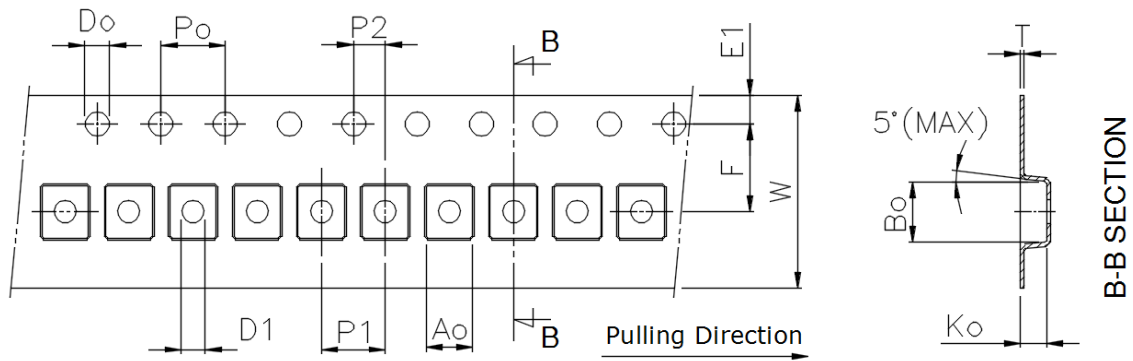 Do
Po
P2
B
E1
T
5°(MAX)
F
W
Bo
B-B SECTION
D1
P1
Ao
B
Pulling Direction
Ko